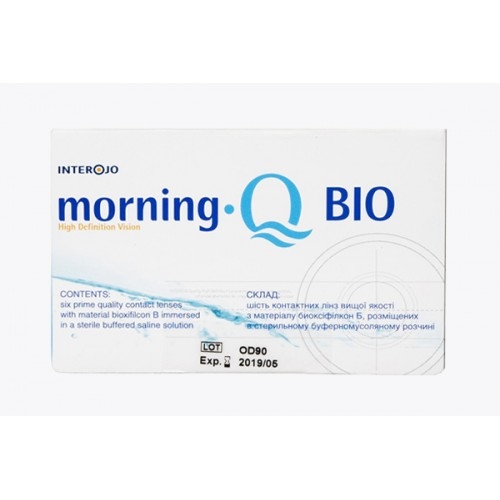 INTEROJO
morning·Q BIO
High Definition Vision
CONTENTS:
six prime quality contact lenses
with material bioxifilcon B immersed
in a sterile buffered saline solution
СКЛАД:
шість контактних лінз вищої якості
з матеріалу біоксіфілкон Б, розміщених
в стерильному буферномусоляному розчині
LOT OD90
Exp. 2019/05